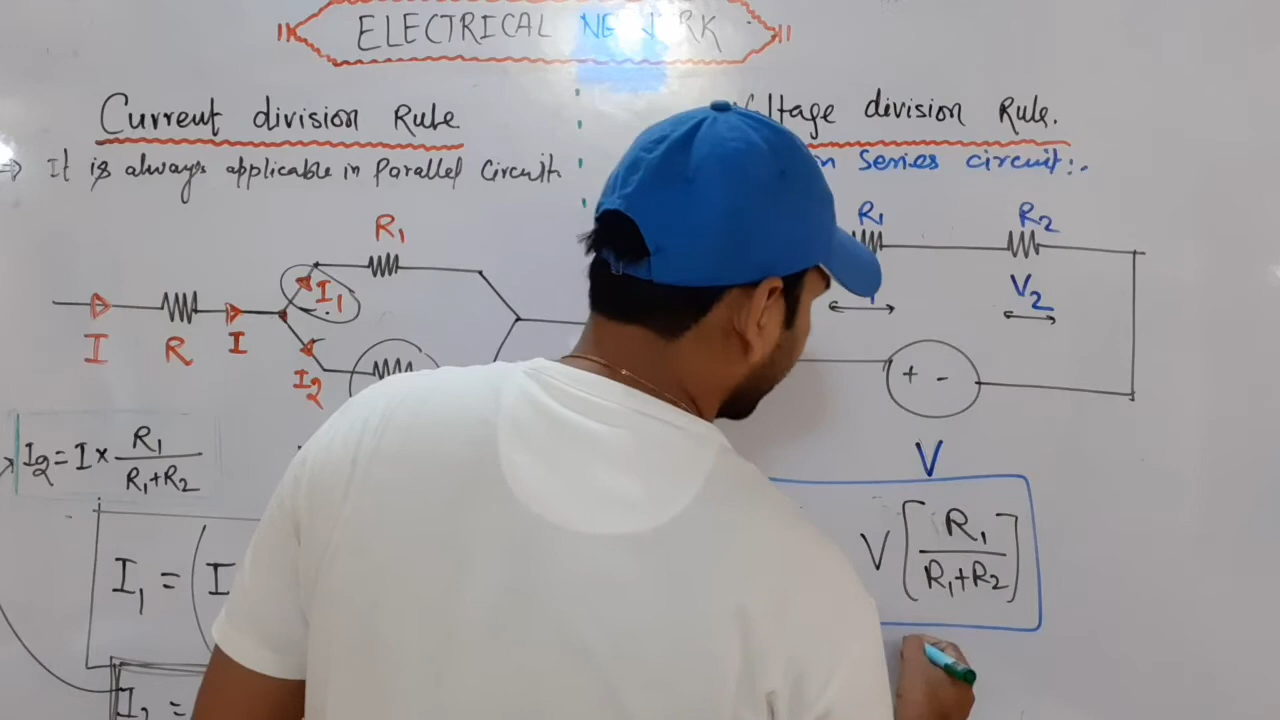 ELECTRICAL
Current division Rule
⇒ It is always applicable in Parallel Circuit.
R₁
I₁
I
R
I
I₂
I₂ = I × R₁ / R₁+R₂
I₁ = (I
I₂ =
division Rule.
Series circuit:.
R₁
R₂
V₂
+ -
V
V [ R₁ / R₁+R₂ ]